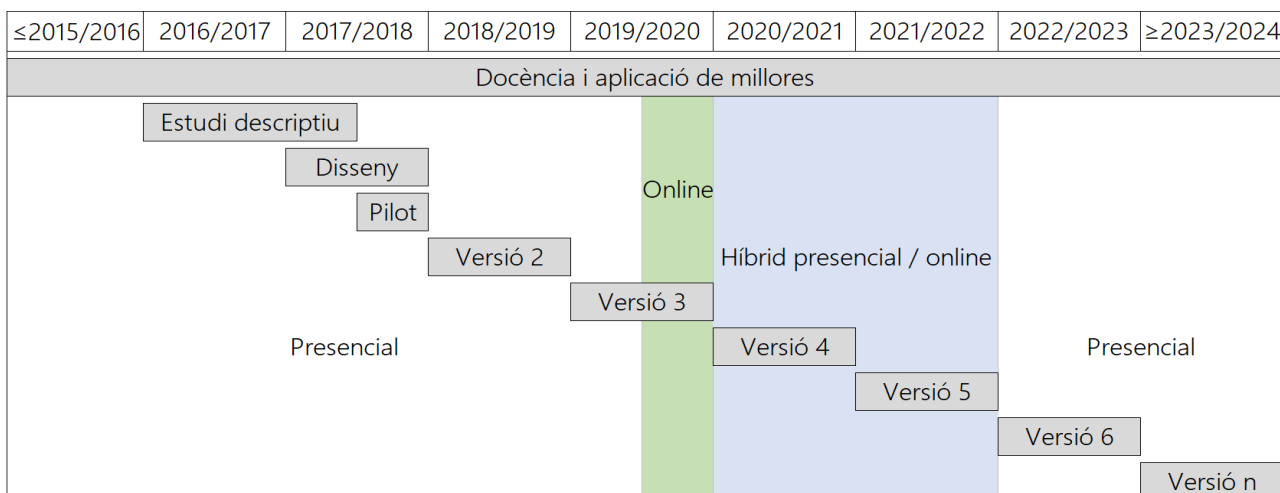 ≤2015/2016 2016/2017 2017/2018 2018/2019 2019/2020 2020/2021 2021/2022 2022/2023 ≥2023/2024
Docència i aplicació de millores
Estudi descriptiu
Disseny
Online
Pilot
Versió 2
Híbrid presencial / online
Versió 3
Presencial
Versió 4
Presencial
Versió 5
Versió 6
Versió n